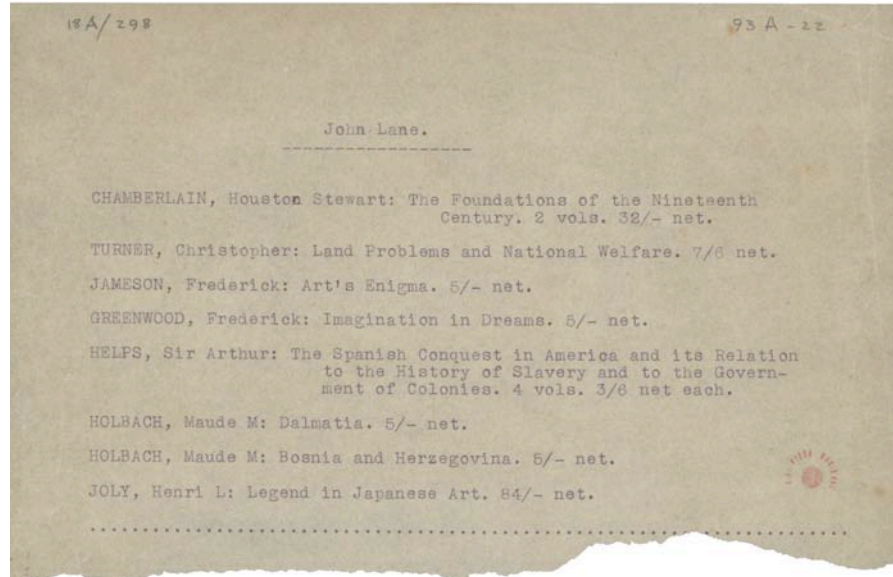 18A/298
93 A - 22
John Lane.
CHAMBERLAIN, Houston Stewart: The Foundations of the Nineteenth
Century. 2 vols. 32/- net.
TURNER, Christopher: Land Problems and National Welfare. 7/6 net.
JAMESON, Frederick: Art's Enigma. 5/- net.
GREENWOOD, Frederick: Imagination in Dreams. 5/- net.
HELPS, Sir Arthur: The Spanish Conquest in America and its Relation
to the History of Slavery and to the Govern-
ment of Colonies. 4 vols. 3/6 net each.
HOLBACH, Maude M: Dalmatia. 5/- net.
HOLBACH, Maude M: Bosnia and Herzegovina. 5/- net.
JOLY, Henri L: Legend in Japanese Art. 84/- net.